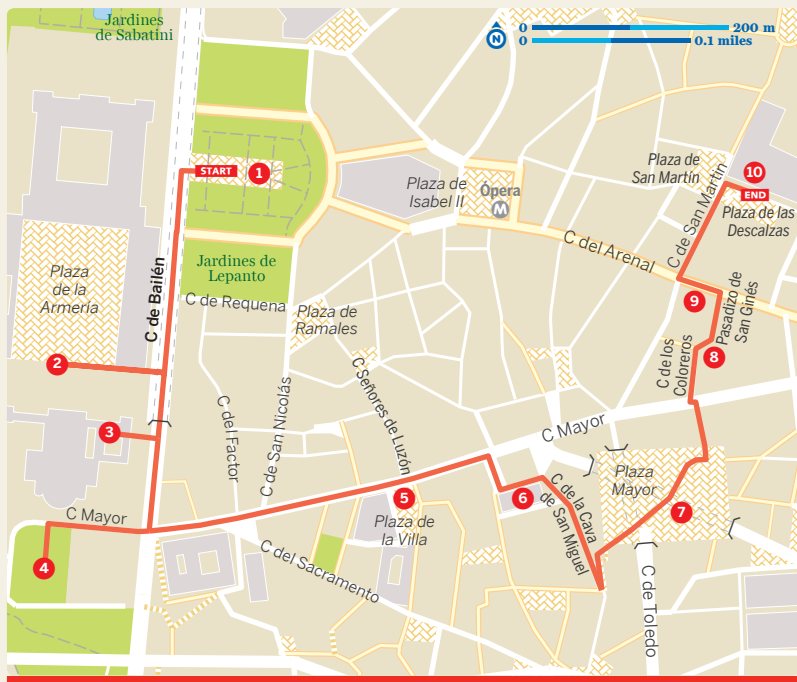 Jardines
de Sabatini
N
0
200 m
0
0.1 miles
START
1
Plaza de
San Martín
10
END
Plaza de
Isabel II
Ópera
M
Plaza de las
Descalzas
C de San Martín
C del Arenal
Jardines de
Lepanto
Plaza
de la
Armería
C de Bailén
C de Requena
Plaza de
Ramales
9
Pasadizo de
San Ginés
2
8
C de los
Coloreros
C Señores de Luzón
C de San Nicolás
C del Factor
3
C Mayor
Plaza
Mayor
5
6
C de la Cava
de San Miguel
7
C Mayor
Plaza de
la Villa
4
C del Sacramento
C de Toledo